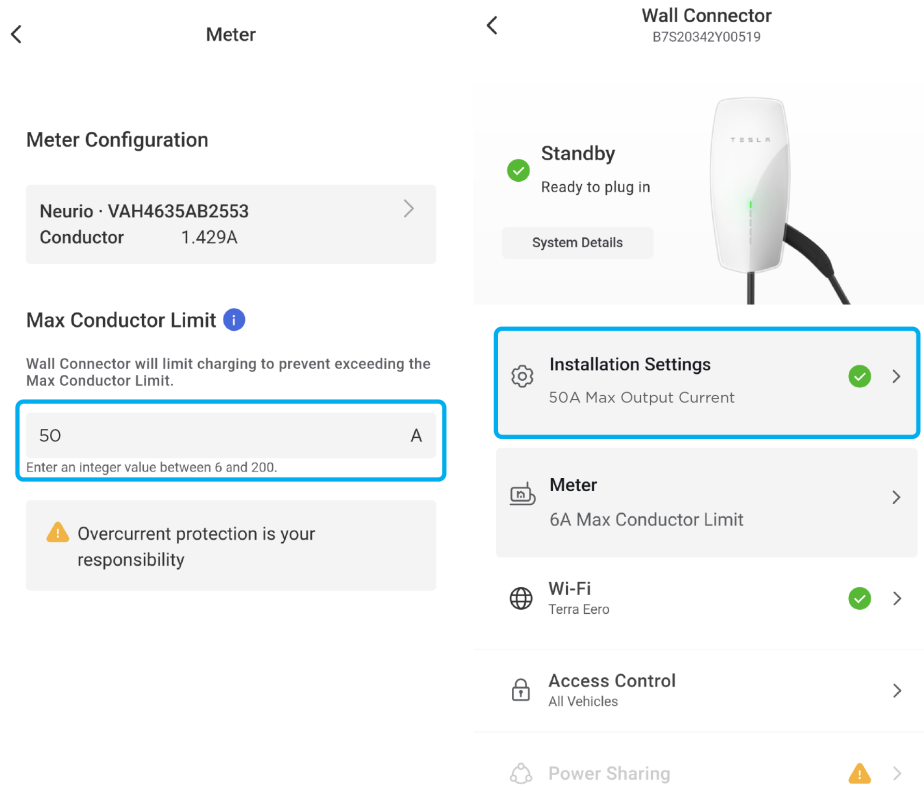 Meter
Meter Configuration
Neurio · VAH4635AB2553
Conductor 1.429A
Max Conductor Limit
Wall Connector will limit charging to prevent exceeding the
Max Conductor Limit.
50 A
Enter an integer value between 6 and 200.
Overcurrent protection is your
responsibility
Wall Connector
B7S20342Y00519
TESLA
Standby
Ready to plug in
System Details
Installation Settings
50A Max Output Current
Meter
6A Max Conductor Limit
Wi-Fi
Terra Eero
Access Control
All Vehicles
Power Sharing